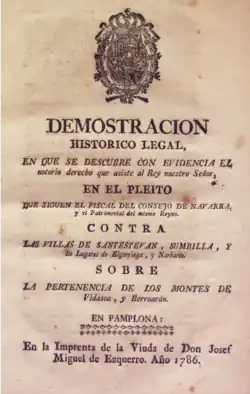 DEMOSTRACION
HISTORICO LEGAL,
EN QUE SE DESCUBRE CON EVIDENCIA EL
notorio derecho que asiste al Rey nuestro Señor,
EN EL PLEITO
QUE SIGUEN EL FISCAL DEL CONSEJO DE NAVARRA,
y el Patrimonial del mismo Reyno.
CONTRA
LAS VILLAS DE SANTESTEVAN, SUMBILLA, Y
los Lugares de Elgorriaga, y Narbarte.
SOBRE
LA PERTENENCIA DE LOS MONTES DE
Vidasoa, y Berroarán.
EN PAMPLONA:
En la Imprenta de la Viuda de Don Josef
Miguel de Ezquerro. Año 1786.